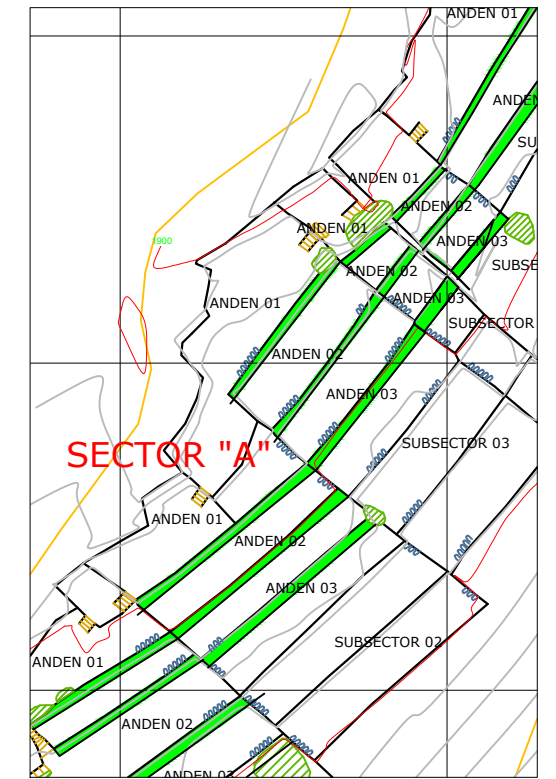 ANDEN 01
ANDEN
SU
ANDEN 01
ANDEN 02
ANDEN 01
ANDEN 03
1900
SUBSE
ANDEN 02
ANDEN 03
ANDEN 01
SUBSECTOR
ANDEN 02
ANDEN 03
SUBSECTOR 03
SECTOR "A"
ANDEN 01
ANDEN 02
ANDEN 03
SUBSECTOR 02
ANDEN 01
ANDEN 02
ANDEN 03